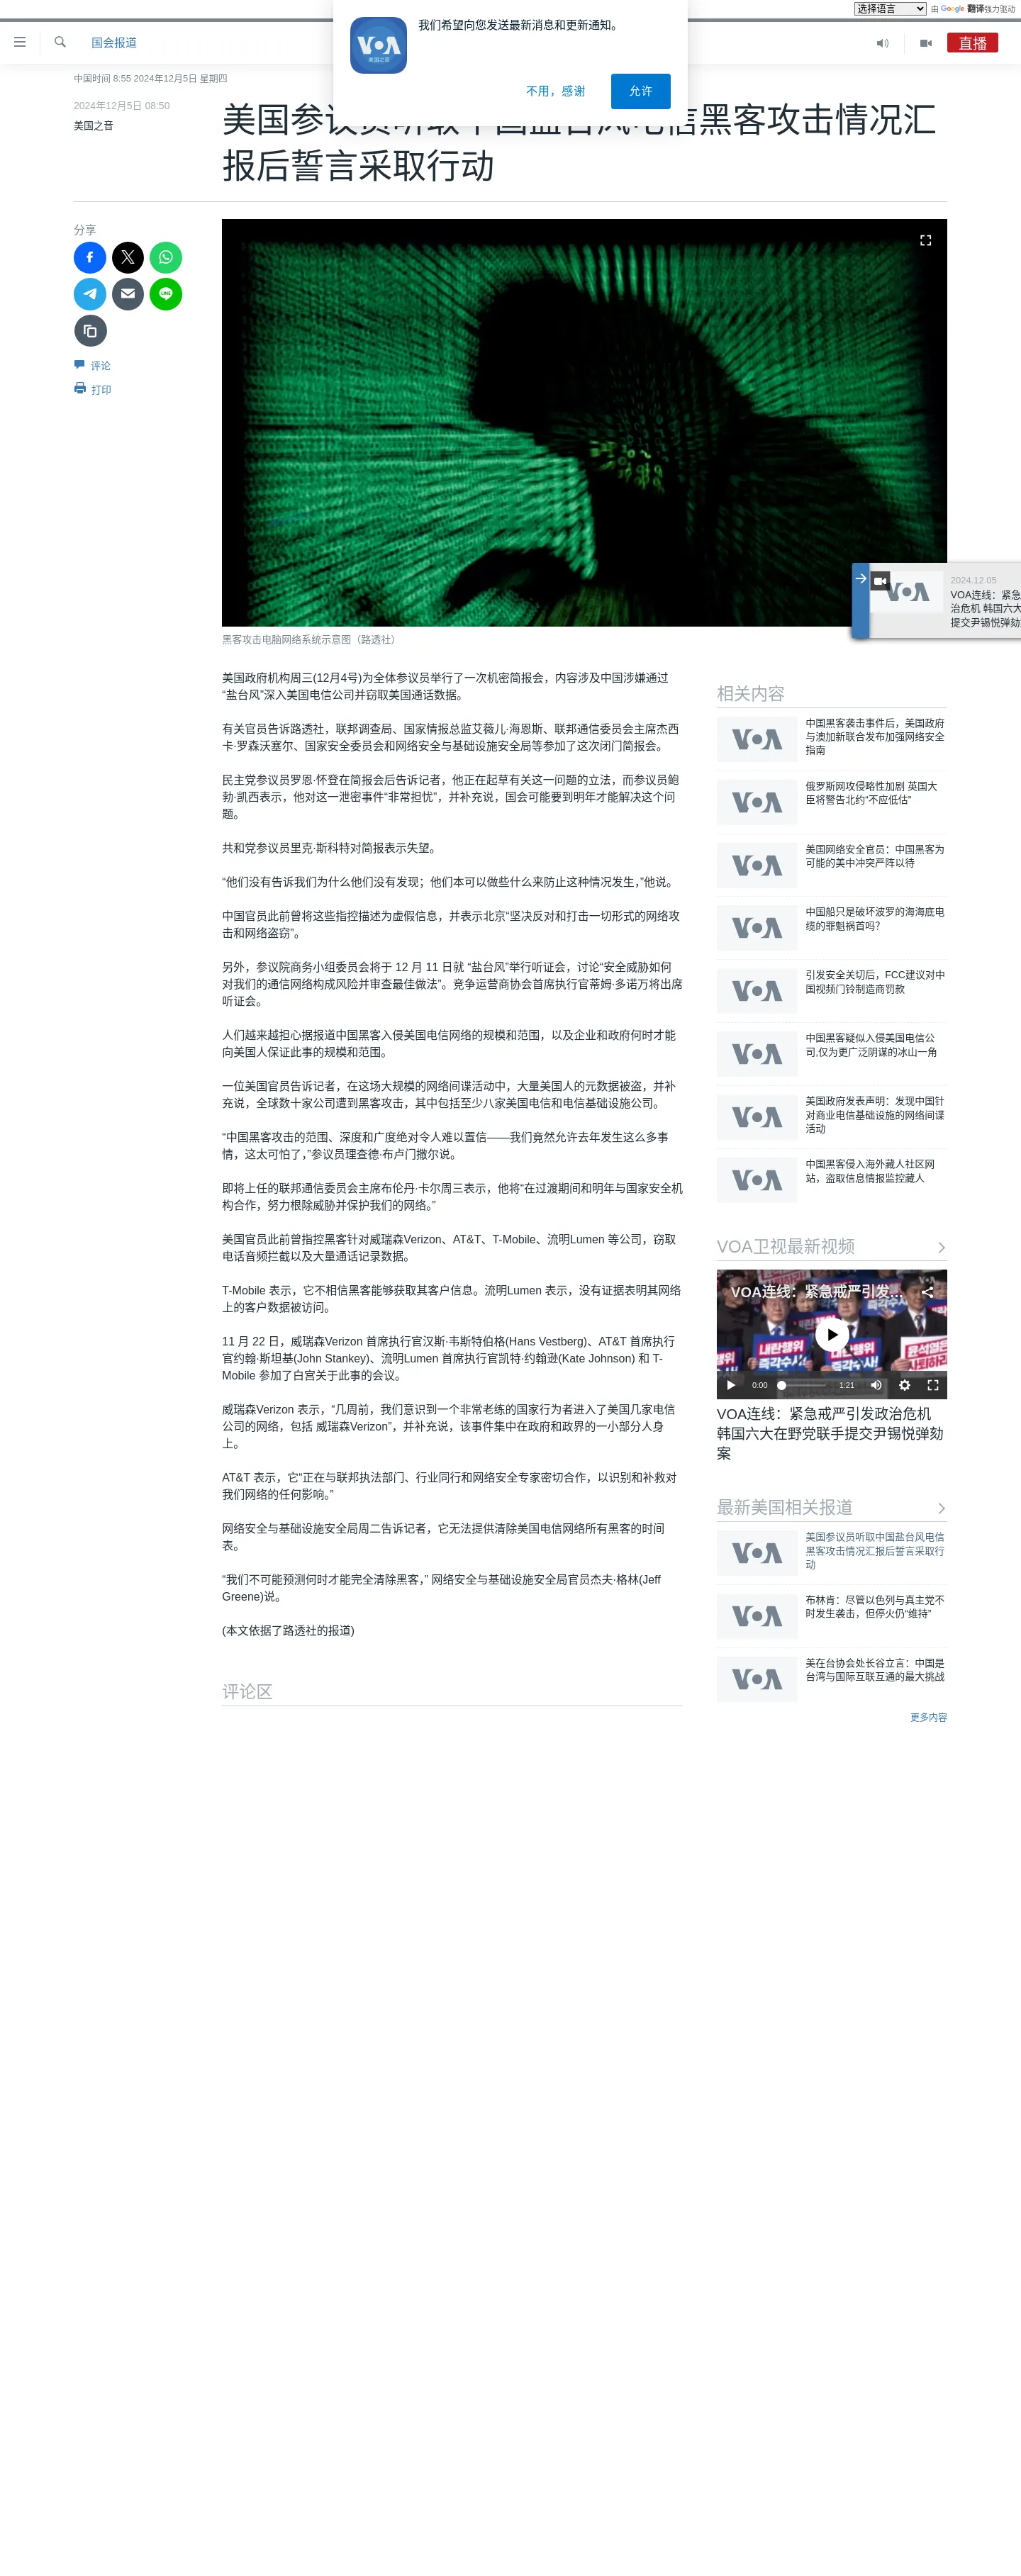 选择语言
由 Google 翻译强力驱动
我们希望向您发送最新消息和更新通知。
VOA
美国之音
不用，感谢
允许
国会报道
直播
中国时间 8:55 2024年12月5日 星期四
2024年12月5日 08:50
美国之音
美国参议员听取中国盐台风电信黑客攻击情况汇
报后誓言采取行动
分享
LINE
评论
打印
黑客攻击电脑网络系统示意图（路透社）
2024.12.05
VOA连线：紧急
治危机 韩国六大
提交尹锡悦弹劾
美国政府机构周三(12月4号)为全体参议员举行了一次机密简报会，内容涉及中国涉嫌通过
“盐台风”深入美国电信公司并窃取美国通话数据。
有关官员告诉路透社，联邦调查局、国家情报总监艾薇儿·海恩斯、联邦通信委员会主席杰西
卡·罗森沃塞尔、国家安全委员会和网络安全与基础设施安全局等参加了这次闭门简报会。
民主党参议员罗恩·怀登在简报会后告诉记者，他正在起草有关这一问题的立法，而参议员鲍
勃·凯西表示，他对这一泄密事件“非常担忧”，并补充说，国会可能要到明年才能解决这个问
题。
共和党参议员里克·斯科特对简报表示失望。
“他们没有告诉我们为什么他们没有发现；他们本可以做些什么来防止这种情况发生，”他说。
中国官员此前曾将这些指控描述为虚假信息，并表示北京“坚决反对和打击一切形式的网络攻
击和网络盗窃”。
另外，参议院商务小组委员会将于 12 月 11 日就 “盐台风”举行听证会，讨论“安全威胁如何
对我们的通信网络构成风险并审查最佳做法”。竞争运营商协会首席执行官蒂姆·多诺万将出席
听证会。
人们越来越担心据报道中国黑客入侵美国电信网络的规模和范围，以及企业和政府何时才能
向美国人保证此事的规模和范围。
一位美国官员告诉记者，在这场大规模的网络间谍活动中，大量美国人的元数据被盗，并补
充说，全球数十家公司遭到黑客攻击，其中包括至少八家美国电信和电信基础设施公司。
“中国黑客攻击的范围、深度和广度绝对令人难以置信——我们竟然允许去年发生这么多事
情，这太可怕了，”参议员理查德·布卢门撒尔说。
即将上任的联邦通信委员会主席布伦丹·卡尔周三表示，他将“在过渡期间和明年与国家安全机
构合作，努力根除威胁并保护我们的网络。”
美国官员此前曾指控黑客针对威瑞森Verizon、AT&T、T-Mobile、流明Lumen 等公司，窃取
电话音频拦截以及大量通话记录数据。
T-Mobile 表示，它不相信黑客能够获取其客户信息。流明Lumen 表示，没有证据表明其网络
上的客户数据被访问。
11 月 22 日，威瑞森Verizon 首席执行官汉斯·韦斯特伯格(Hans Vestberg)、AT&T 首席执行
官约翰·斯坦基(John Stankey)、流明Lumen 首席执行官凯特·约翰逊(Kate Johnson) 和 T-
Mobile 参加了白宫关于此事的会议。
威瑞森Verizon 表示，“几周前，我们意识到一个非常老练的国家行为者进入了美国几家电信
公司的网络，包括 威瑞森Verizon”，并补充说，该事件集中在政府和政界的一小部分人身
上。
AT&T 表示，它“正在与联邦执法部门、行业同行和网络安全专家密切合作，以识别和补救对
我们网络的任何影响。”
网络安全与基础设施安全局周二告诉记者，它无法提供清除美国电信网络所有黑客的时间
表。
“我们不可能预测何时才能完全清除黑客，” 网络安全与基础设施安全局官员杰夫·格林(Jeff
Greene)说。
(本文依据了路透社的报道)
评论区
相关内容
VOA
中国黑客袭击事件后，美国政府
与澳加新联合发布加强网络安全
指南
VOA
俄罗斯网攻侵略性加剧 英国大
臣将警告北约“不应低估”
VOA
美国网络安全官员：中国黑客为
可能的美中冲突严阵以待
VOA
中国船只是破坏波罗的海海底电
缆的罪魁祸首吗？
VOA
引发安全关切后，FCC建议对中
国视频门铃制造商罚款
VOA
中国黑客疑似入侵美国电信公
司,仅为更广泛阴谋的冰山一角
VOA
美国政府发表声明：发现中国针
对商业电信基础设施的网络间谍
活动
VOA
中国黑客侵入海外藏人社区网
站，盗取信息情报监控藏人
VOA卫视最新视频
VOA连线：紧急戒严引发...
0:00
1:21
VOA连线：紧急戒严引发政治危机
韩国六大在野党联手提交尹锡悦弹劾
案
最新美国相关报道
VOA
美国参议员听取中国盐台风电信
黑客攻击情况汇报后誓言采取行
动
VOA
布林肯：尽管以色列与真主党不
时发生袭击，但停火仍“维持”
VOA
美在台协会处长谷立言：中国是
台湾与国际互联互通的最大挑战
更多内容